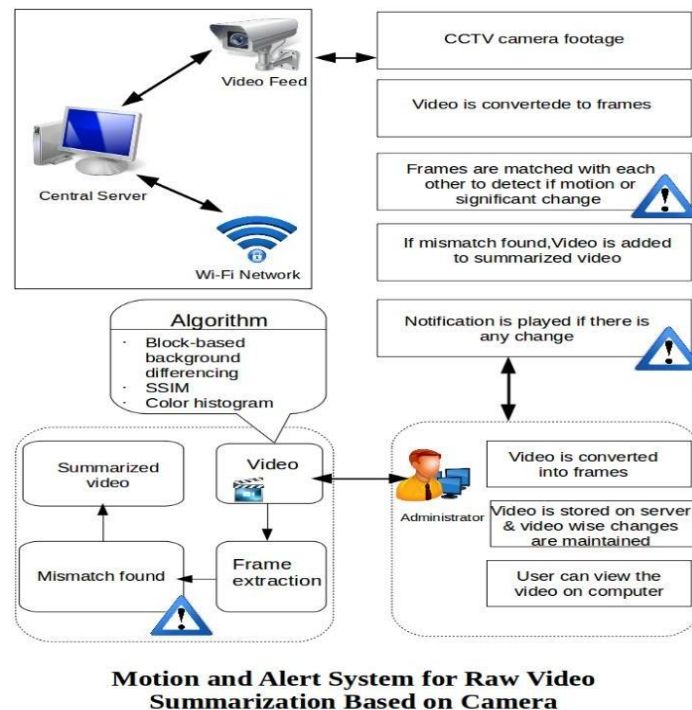 Video Feed
Central Server
Wi-Fi Network
CCTV camera footage
Video is convertede to frames
Frames are matched with each
other to detect if motion or
significant change
If mismatch found,Video is added
to summarized video
Notification is played if there is
any change
Algorithm
· Block-based
background
differencing
· SSIM
· Color histogram
Summarized
video
Video
Mismatch found
Frame
extraction
Administrator
Video is converted
into frames
Video is stored on server
& video wise changes
are maintained
User can view the
video on computer
Motion and Alert System for Raw Video
Summarization Based on Camera